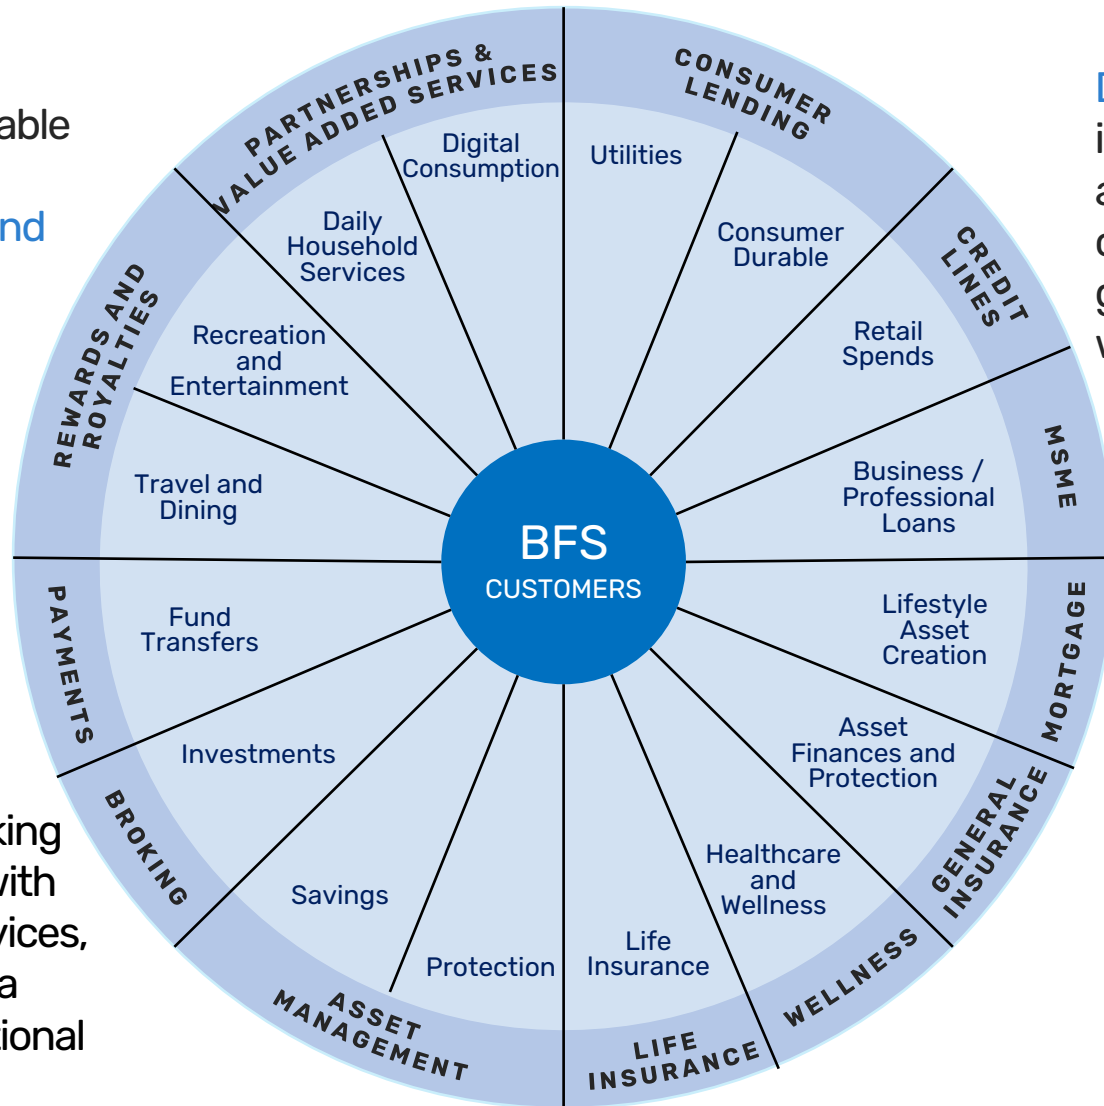 PARTNERSHIPS &
VALUE ADDED SERVICES
CONSUMER
LENDING
CREDIT
LINES
MSME
MORTGAGE
GENERAL
INSURANCE
WELLNESS
LIFE
INSURANCE
ASSET
MANAGEMENT
BROKING
PAYMENTS
REWARDS AND
ROYALTIES
Digital
Consumption
Utilities
Consumer
Durable
Retail
Spends
Business /
Professional
Loans
Lifestyle
Asset
Creation
Asset
Finances and
Protection
Healthcare
and
Wellness
Life
Insurance
Protection
Savings
Investments
Fund
Transfers
Travel and
Dining
Recreation
and
Entertainment
Daily
Household
Services
BFS
CUSTOMERS
able
nd
king
with
vices,
a
tional